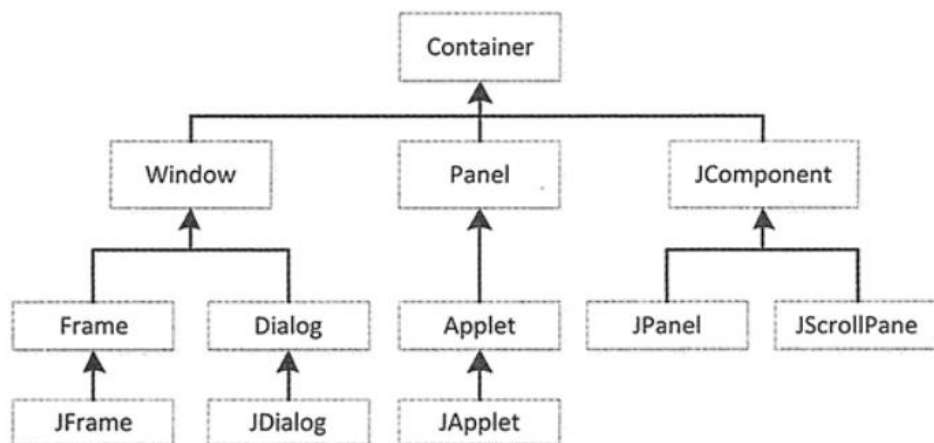 Container
Window
Panel
JComponent
Frame
Dialog
Applet
JPanel
JScrollPane
JFrame
JDialog
JApplet